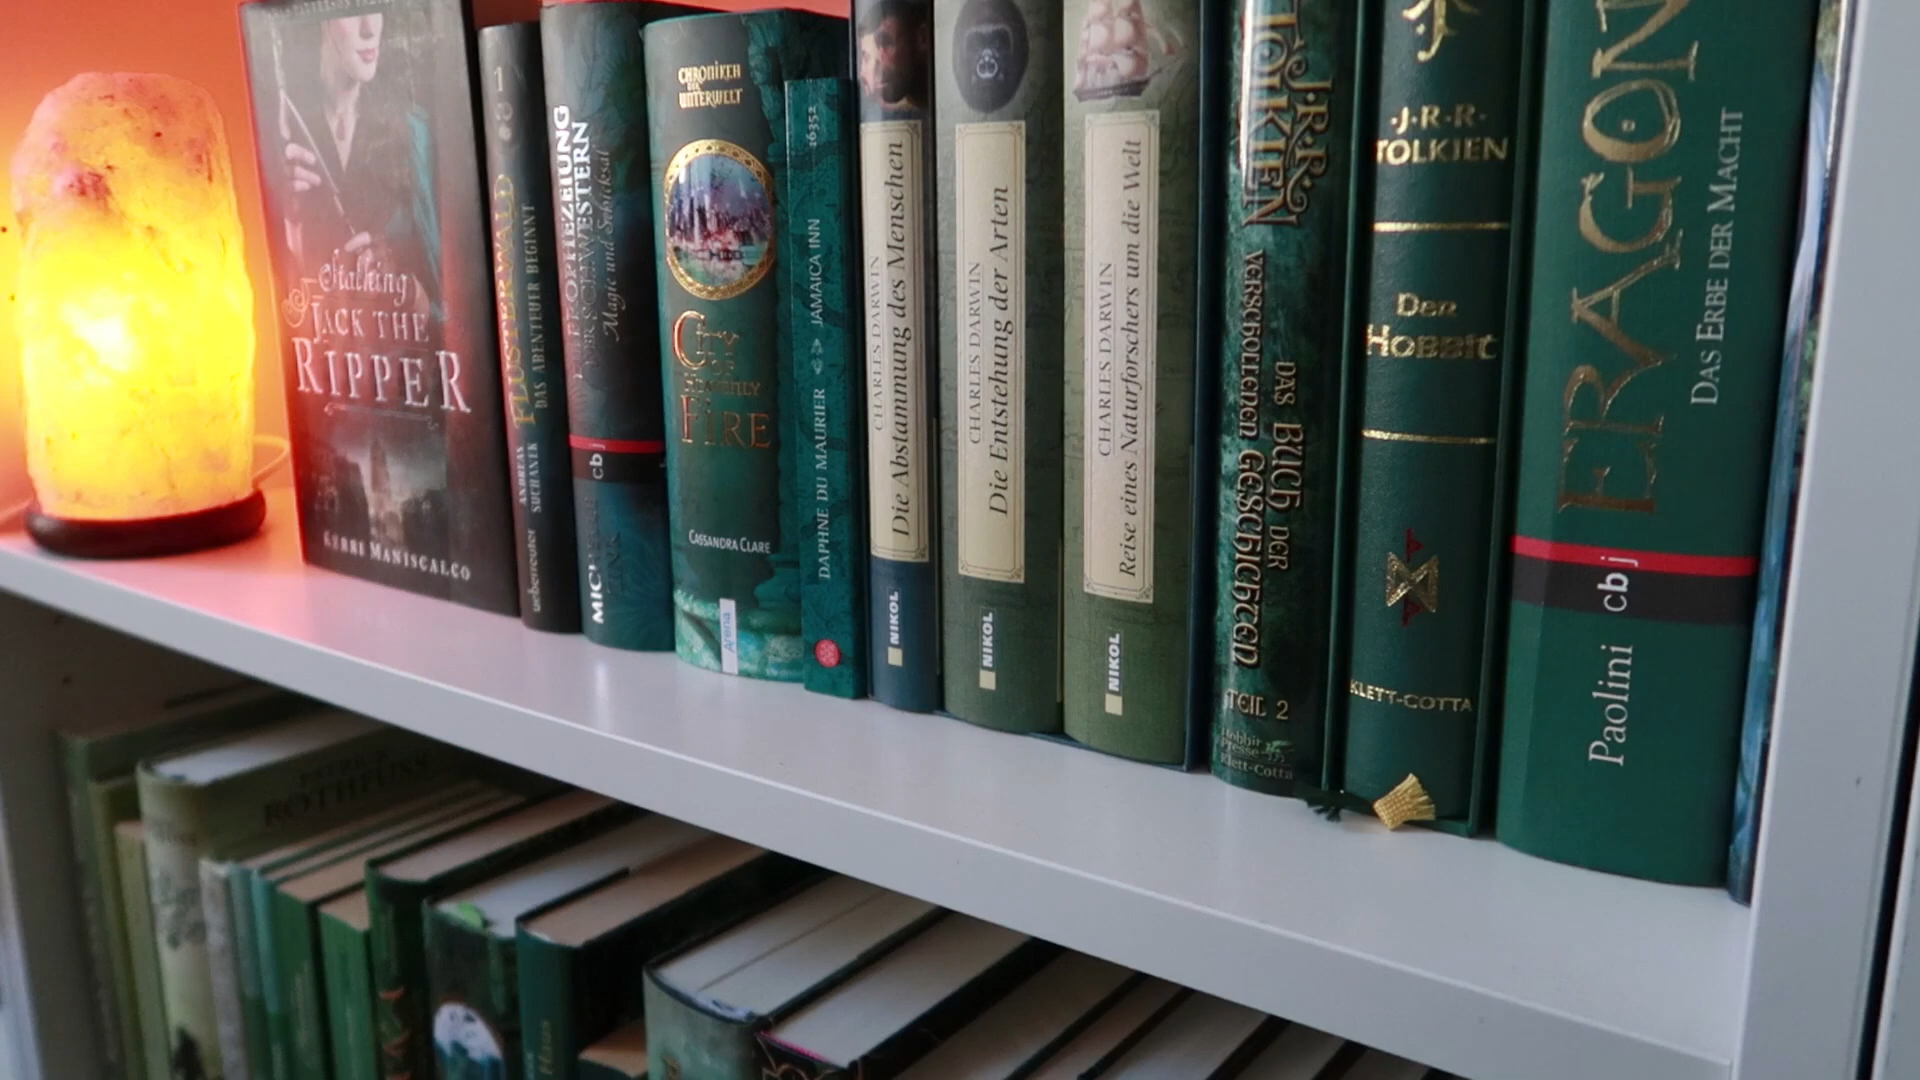 Stalking
JACK THE
RIPPER
KERRI MANISCALCO
FLÜSTERWALD
DAS ABENTEUER BEGINNT
ANDREAS
SUCHANEK
ueberreuter
PROPHEZEIUNG
SCHWESTERN
Magie und Schicksal
cbj
CHRONIKEN
DER
UNTERWELT
CITY
OF
HEAVENLY
FIRE
CASSANDRA CLARE
Arena
16352
DAPHNE DU MAURIER JAMAICA INN
CHARLES DARWIN
Die Abstammung des Menschen
NIKOL
CHARLES DARWIN
Die Entstehung der Arten
NIKOL
CHARLES DARWIN
Reise eines Naturforschers um die Welt
NIKOL
J.R.R.
TOLKIEN
DAS BUCH DER
VERSCHOLLENEN GESCHICHTEN
TEIL 2
Hobbit
Presse
Klett-Cotta
·J·R·R·
TOLKIEN
Der
Hobbit
KLETT-COTTA
ERAGON
DAS ERBE DER MACHT
cbj
Paolini
ROTHFUSS
Haus